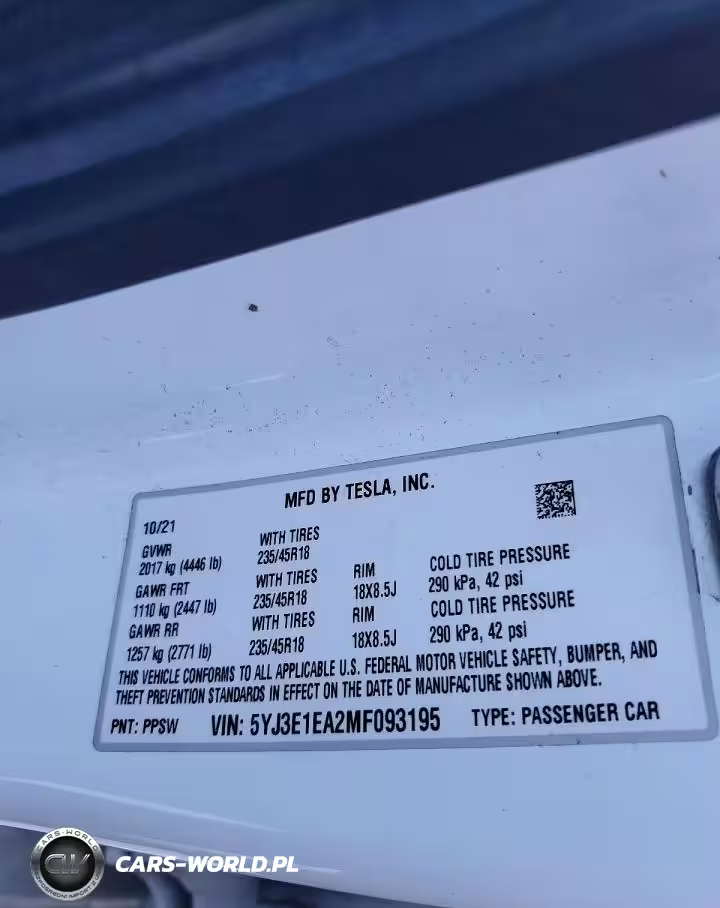 MFD BY TESLA, INC.
10/21
GVWR WITH TIRES
2017 kg (4446 lb) 235/45R18
GAWR FRT WITH TIRES RIM COLD TIRE PRESSURE
1110 kg (2447 lb) 235/45R18 18X8.5J 290 kPa, 42 psi
GAWR RR WITH TIRES RIM COLD TIRE PRESSURE
1257 kg (2771 lb) 235/45R18 18X8.5J 290 kPa, 42 psi
THIS VEHICLE CONFORMS TO ALL APPLICABLE U.S. FEDERAL MOTOR VEHICLE SAFETY, BUMPER, AND
THEFT PREVENTION STANDARDS IN EFFECT ON THE DATE OF MANUFACTURE SHOWN ABOVE.
PNT: PPSW VIN: 5YJ3E1EA2MF093195 TYPE: PASSENGER CAR
CARS-WORLD
CW
CARS-WORLD.PL